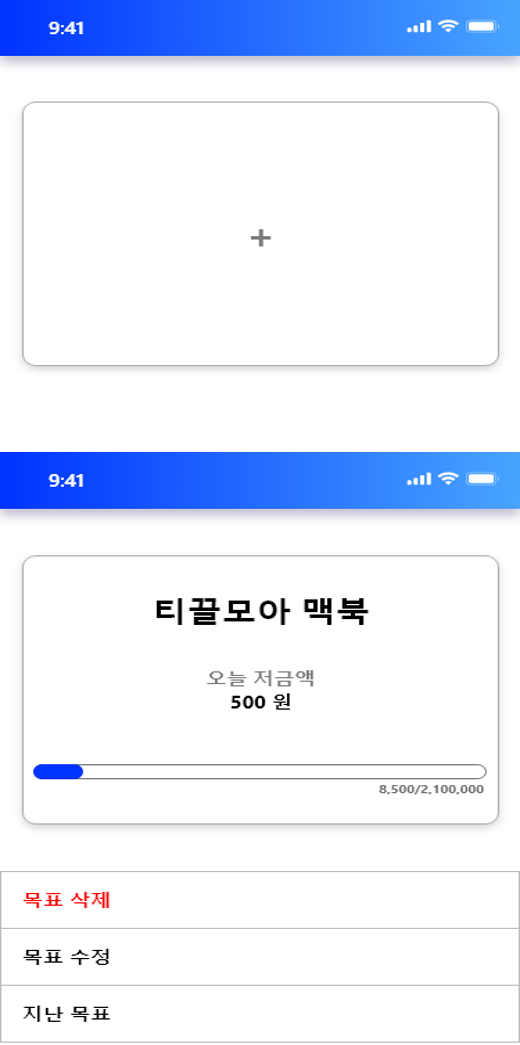 9:41
+
9:41
티끌모아 맥북
오늘 저금액
500 원
8,500/2,100,000
목표 삭제
목표 수정
지난 목표